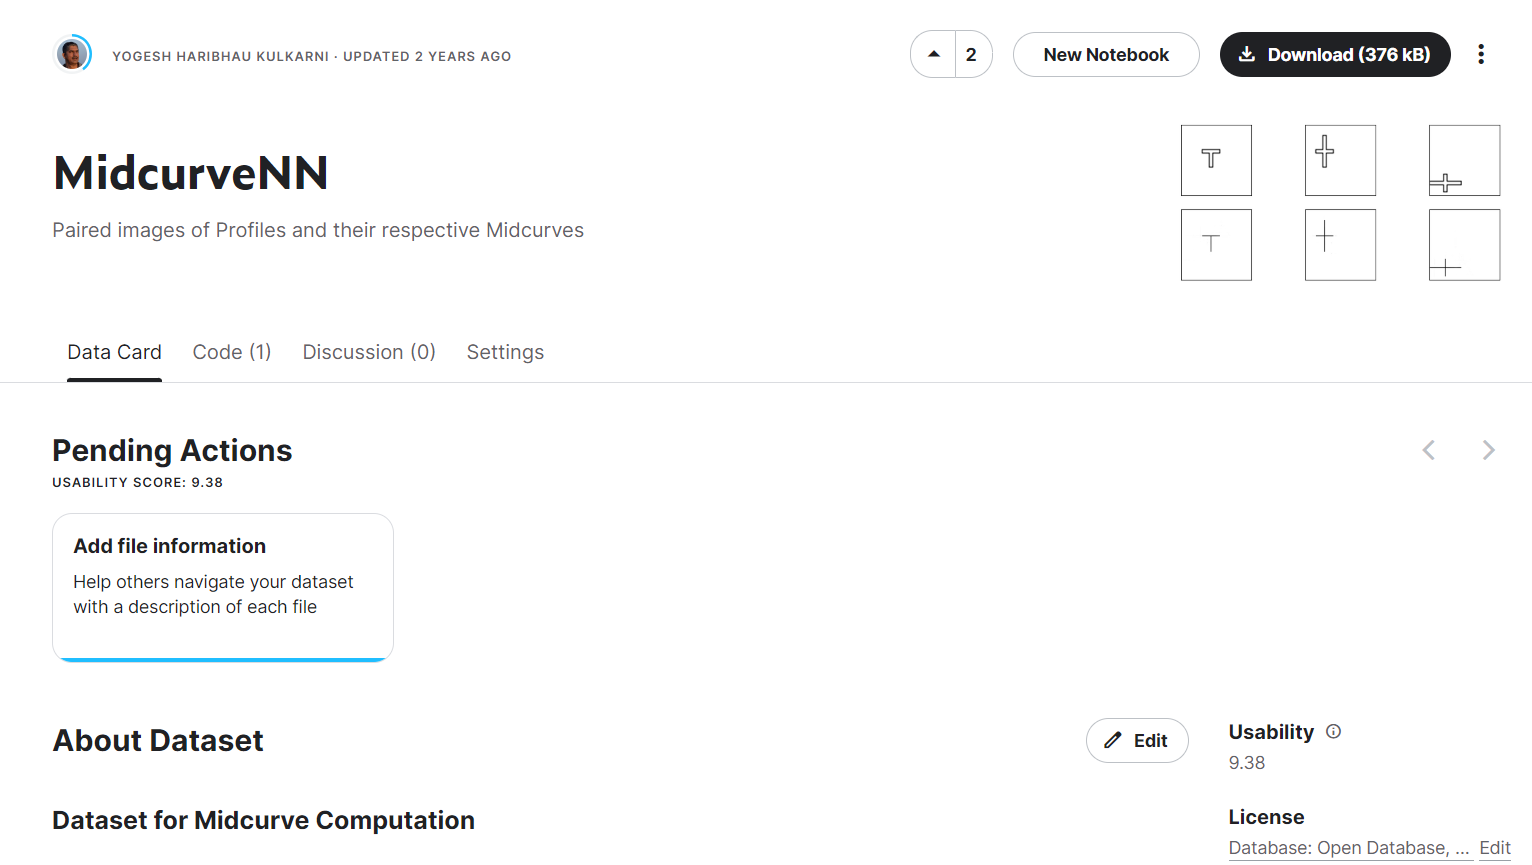 YOGESH HARIBHAU KULKARNI · UPDATED 2 YEARS AGO
2
New Notebook
Download (376 kB)
MidcurveNN
Paired images of Profiles and their respective Midcurves
Data Card
Code (1)
Discussion (0)
Settings
Pending Actions
USABILITY SCORE: 9.38
Add file information
Help others navigate your dataset
with a description of each file
About Dataset
Edit
Usability
9.38
Dataset for Midcurve Computation
License
Database: Open Database, ...
Edit